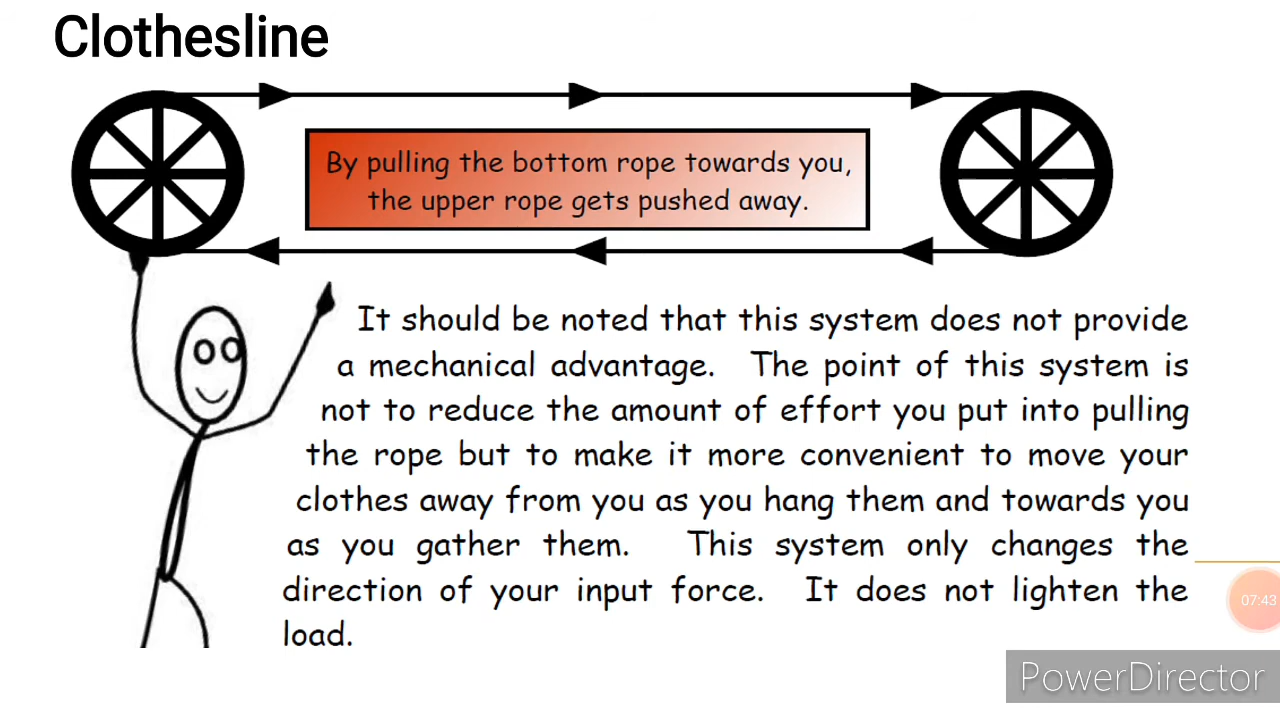 Clothesline
By pulling the bottom rope towards you,
the upper rope gets pushed away.
It should be noted that this system does not provide
a mechanical advantage. The point of this system is
not to reduce the amount of effort you put into pulling
the rope but to make it more convenient to move your
clothes away from you as you hang them and towards you
as you gather them. This system only changes the
direction of your input force. It does not lighten the
load.
07:43
PowerDirector